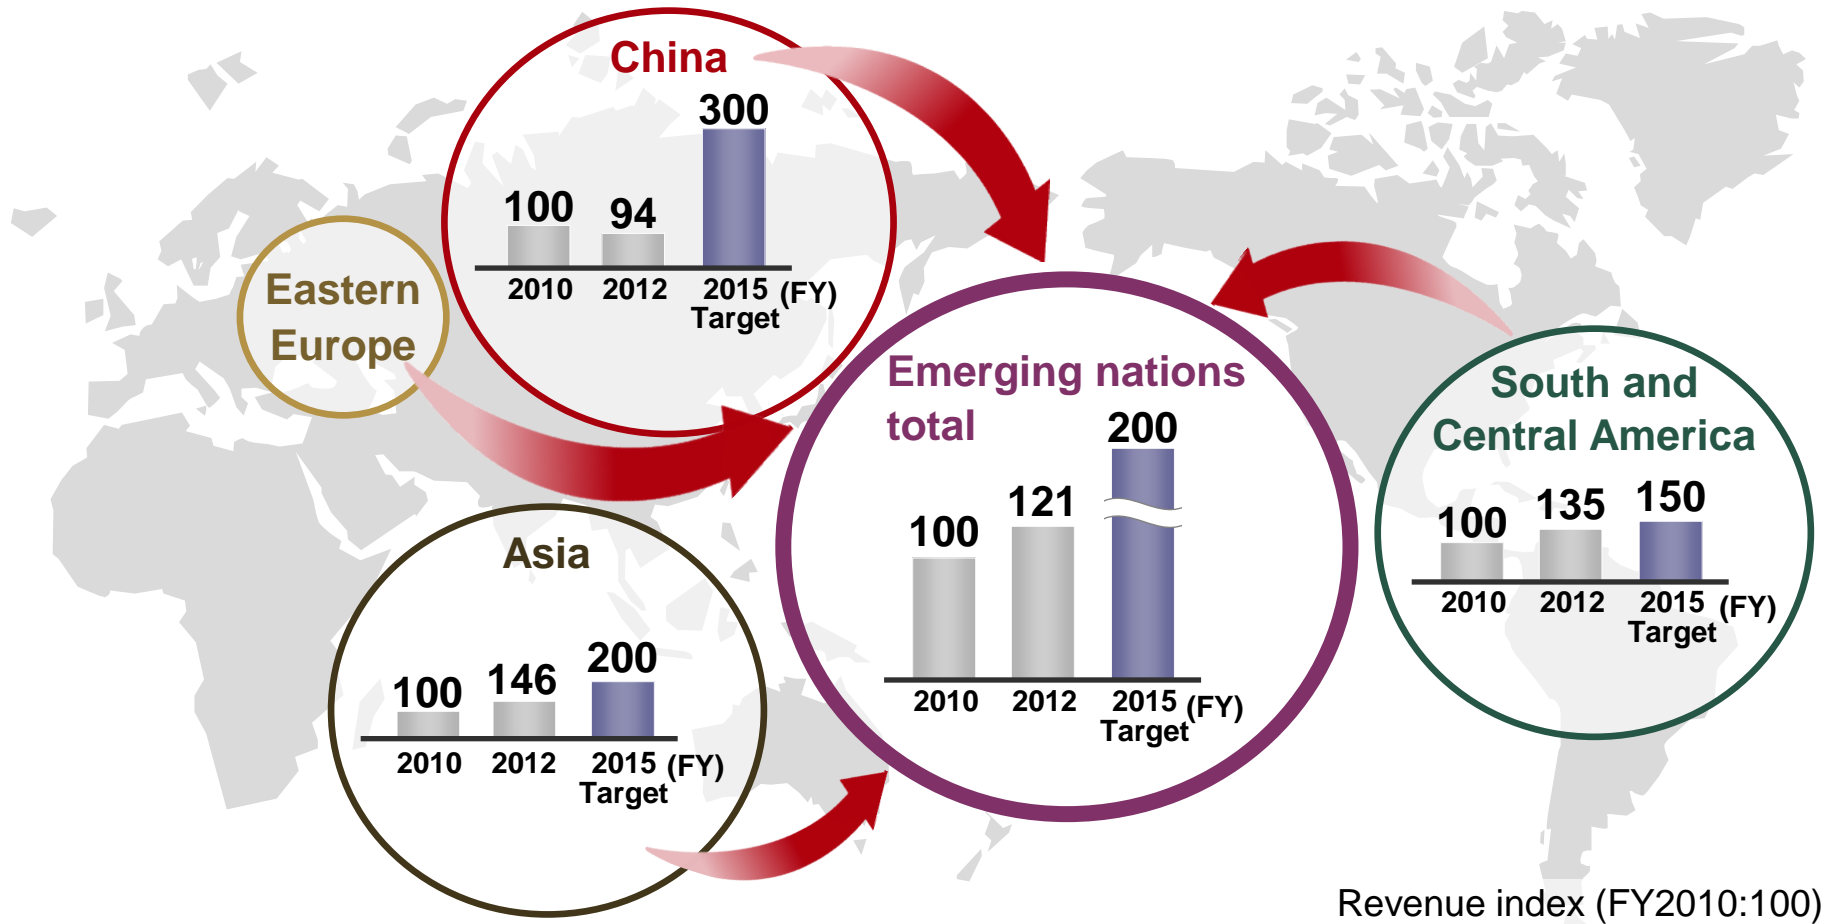 China
300
100
94
2010
2012
2015
(FY)
Target
Eastern
Europe
Emerging nations
total
200
121
100
2010
2012
2015
(FY)
Target
South and
Central America
150
135
100
2010
2012
2015
(FY)
Target
Asia
200
146
100
2010
2012
2015
(FY)
Target
Revenue index (FY2010:100)